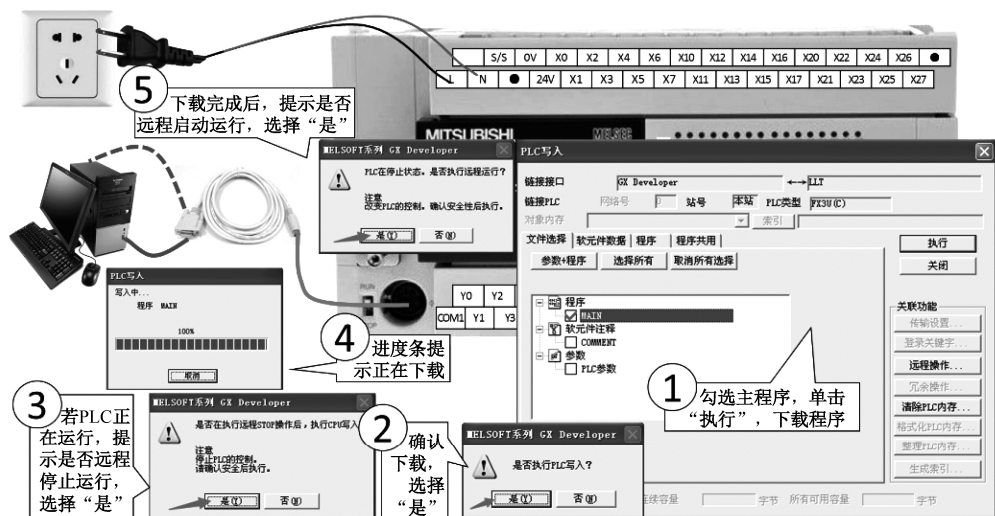 S/S 0V X0 X2 X4 X6 X10 X12 X14 X16 X20 X22 X24 X26
L N 24V X1 X3 X5 X7 X11 X13 X15 X17 X21 X23 X25 X27
5
下载完成后，提示是否
远程启动运行，选择“是”
MITSUBISHI
MELSEC
MELSOFT系列 GX Developer
PLC在停止状态。是否执行远程运行？
注意
改变PLC的控制。确认安全性后执行。
是(Y) 否(N)
PLC写入
链接接口 GX Developer LLT
链接PLC 网络号 0 站号 本站 PLC类型 FX3U(C)
对象内存 索引
文件选择 软元件数据 程序 程序共用
参数+程序 选择所有 取消所有选择
程序
MAIN
软元件注释
COMMENT
参数
PLC参数
执行
关闭
关联功能
传输设置...
登录关键字...
远程操作...
冗余操作...
清除PLC内存...
格式化PLC内存...
整理PLC内存...
生成索引...
连续容量 字节 所有可用容量 字节
1
勾选主程序，单击
“执行”，下载程序
RUN
Y0 Y2
COM1 Y1 Y3
PLC写入
写入中...
程序 MAIN
100%
取消
4
进度条提
示正在下载
3
若PLC正
在运行，提
示是否远程
停止运行，
选择“是”
MELSOFT系列 GX Developer
是否在执行远程STOP操作后，执行CPU写入
注意
停止PLC的控制。
请确认安全后执行。
是(Y) 否(N)
2
确认
下载，
选择
“是”
MELSOFT系列 GX Developer
是否执行PLC写入？
是(Y) 否(N)